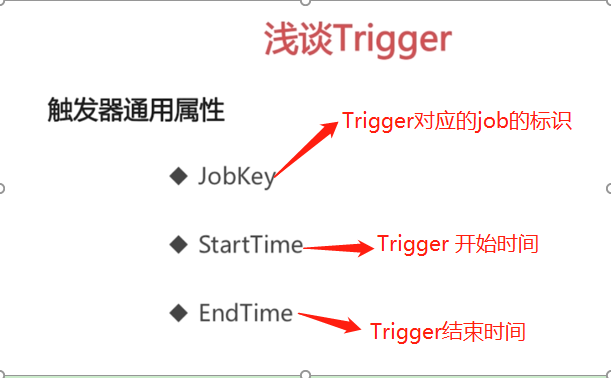 浅谈Trigger
触发器通用属性
Trigger对应的job的标识
◆ JobKey
◆ StartTime
Trigger 开始时间
◆ EndTime
Trigger结束时间